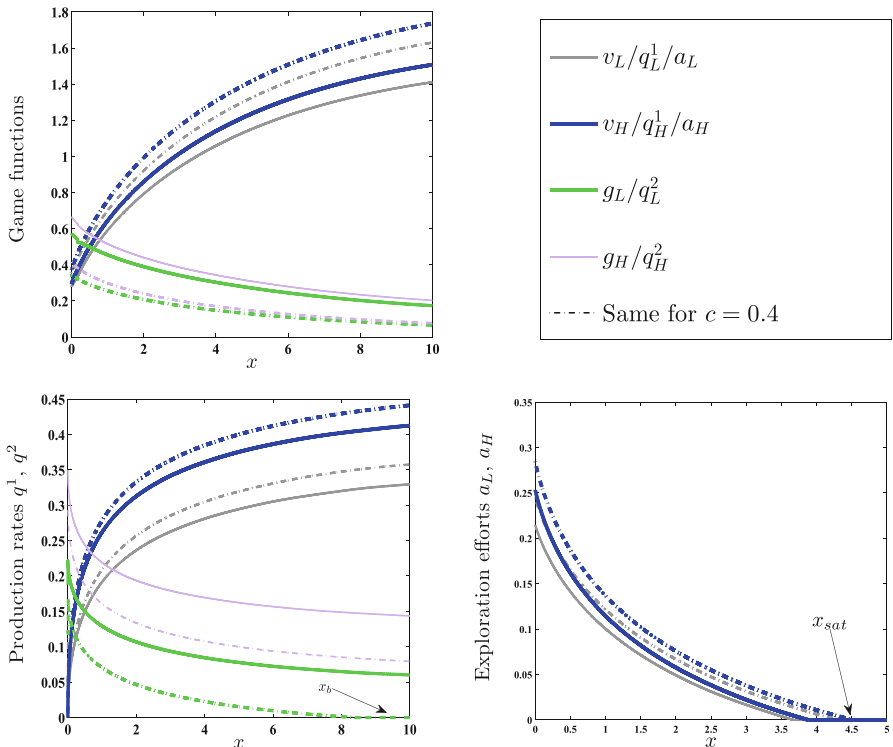 Game functions
1.8
1.6
1.4
1.2
1
0.8
0.6
0.4
0.2
0
0 2 4 6 8 10
x
v_L/q_L^1/a_L
v_H/q_H^1/a_H
g_L/q_L^2
g_H/q_H^2
Same for c = 0.4
Production rates q^1, q^2
0.45
0.4
0.35
0.3
0.25
0.2
0.15
0.1
0.05
0
x_b
0 2 4 6 8 10
x
Exploration efforts a_L, a_H
0.35
0.3
0.25
0.2
0.15
0.1
0.05
0
x_{sat}
0 0.5 1 1.5 2 2.5 3 3.5 4 4.5 5
x